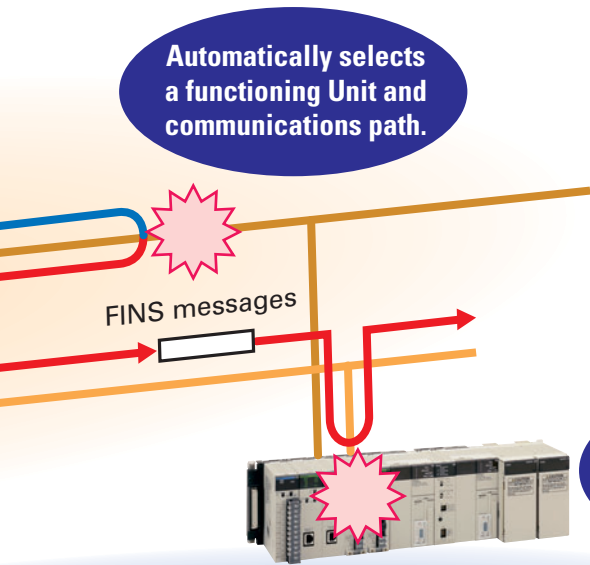 Automatically selects
a functioning Unit and
communications path.
FINS messages